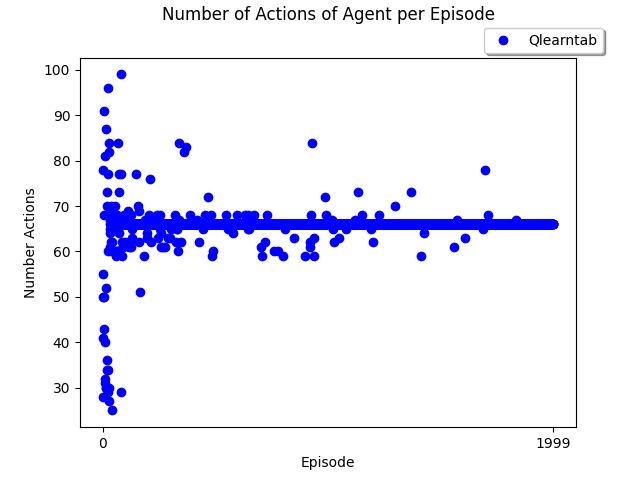 Number of Actions of Agent per Episode
Qlearntab
100
90
80
70
60
50
40
30
Number Actions
0
1999
Episode